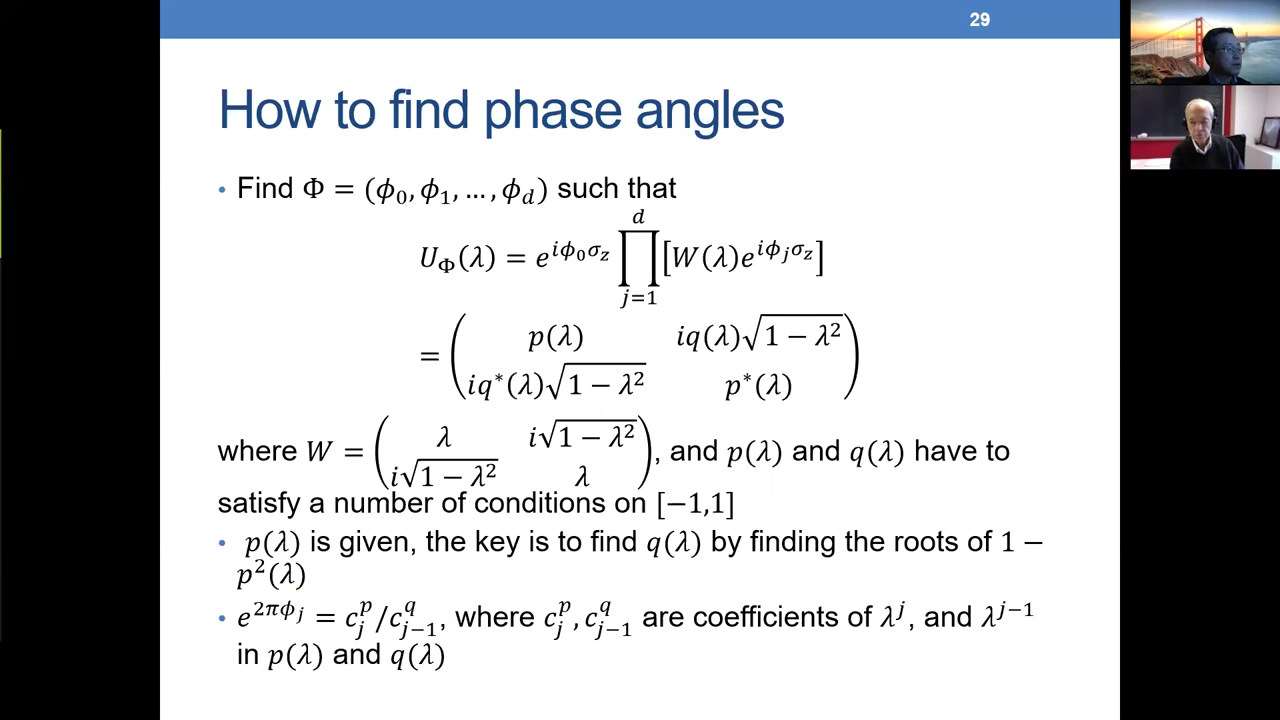 29
How to find phase angles
• Find Φ = (ϕ₀, ϕ₁, … , ϕ_d) such that
U_Φ(λ) = e^{iϕ₀σ_z} ∏_{j=1}^{d} [W(λ)e^{iϕ_jσ_z}]
= ( p(λ) iq(λ)√(1 − λ²)
iq*(λ)√(1 − λ²) p*(λ) )
where W = ( λ i√(1 − λ²) ; i√(1 − λ²) λ ), and p(λ) and q(λ) have to
satisfy a number of conditions on [−1,1]
• p(λ) is given, the key is to find q(λ) by finding the roots of 1 −
p²(λ)
• e^{2πϕ_j} = c_j^p/c_{j−1}^q, where c_j^p, c_{j−1}^q are coefficients of λ^j, and λ^{j−1}
in p(λ) and q(λ)